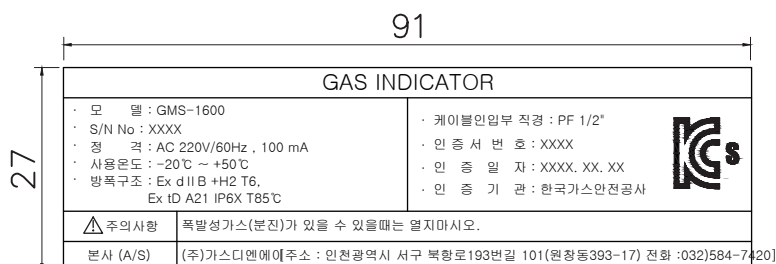 91
27
GAS INDICATOR
· 모 델 : GMS-1600
· S/N No : XXXX
· 정 격 : AC 220V/60Hz , 100 mA
· 사용온도 : -20℃ ~ +50℃
· 방폭구조 : Ex d II B +H2 T6,
Ex tD A21 IP6X T85℃
· 케이블인입부 직경 : PF 1/2"
· 인 증 서 번 호 : XXXX
· 인 증 일 자 : XXXX. XX. XX
· 인 증 기 관 : 한국가스안전공사
KCs
주의사항 폭발성가스(분진)가 있을 수 있을때는 열지마시오.
본사 (A/S) (주)가스디엔에이[주소 : 인천광역시 서구 북항로193번길 101(원창동393-17) 전화 :032)584-7420]